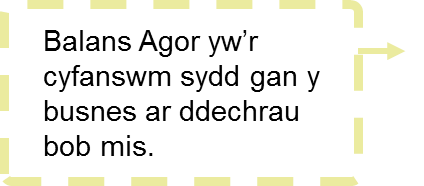 Balans Agor yw’r
cyfanswm sydd gan y
busnes ar ddechrau
bob mis.